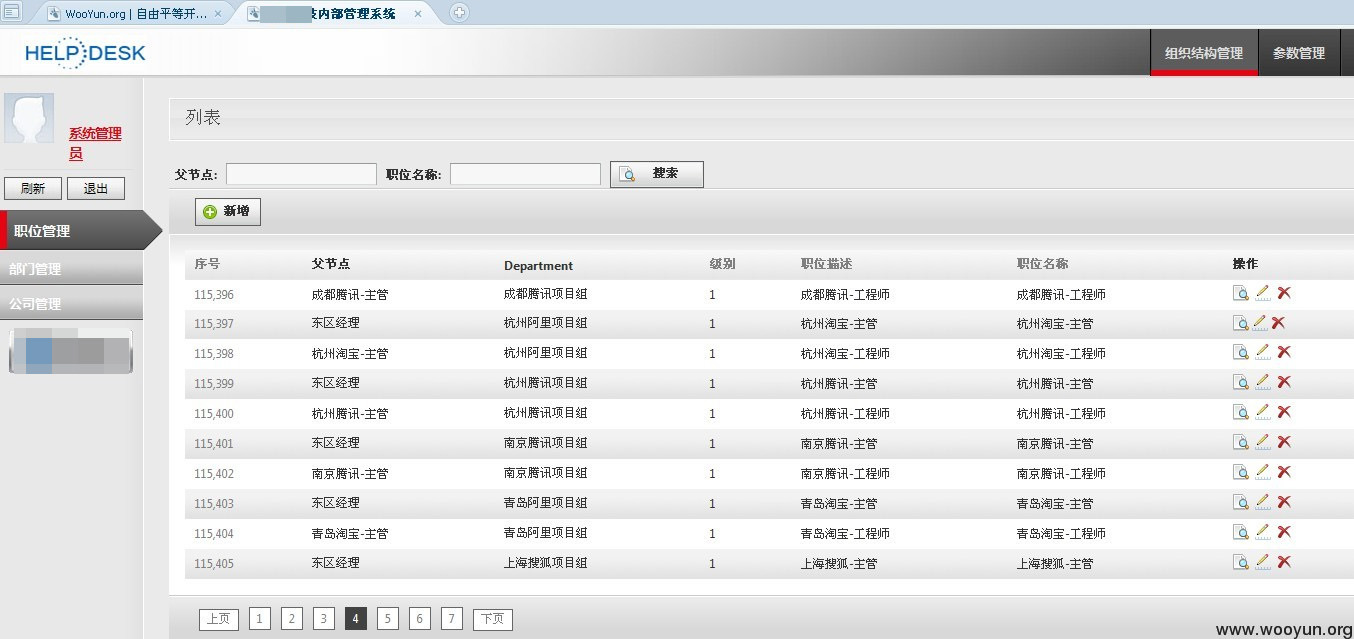 WooYun.org | 自由平等开...
技内部管理系统
HELP DESK
组织结构管理 参数管理
系统管理员
刷新 退出
职位管理
部门管理
公司管理
列表
父节点: 职位名称: 搜索
新增
序号 父节点 Department 级别 职位描述 职位名称 操作
115,396 成都腾讯-主管 成都腾讯项目组 1 成都腾讯-工程师 成都腾讯-工程师
115,397 东区经理 杭州阿里项目组 1 杭州淘宝-主管 杭州淘宝-主管
115,398 杭州淘宝-主管 杭州阿里项目组 1 杭州淘宝-工程师 杭州淘宝-工程师
115,399 东区经理 杭州腾讯项目组 1 杭州腾讯-主管 杭州腾讯-主管
115,400 杭州腾讯-主管 杭州腾讯项目组 1 杭州腾讯-工程师 杭州腾讯-工程师
115,401 东区经理 南京腾讯项目组 1 南京腾讯-主管 南京腾讯-主管
115,402 南京腾讯-主管 南京腾讯项目组 1 南京腾讯-工程师 南京腾讯-工程师
115,403 东区经理 青岛阿里项目组 1 青岛淘宝-主管 青岛淘宝-主管
115,404 青岛淘宝-主管 青岛阿里项目组 1 青岛淘宝-工程师 青岛淘宝-工程师
115,405 东区经理 上海搜狐项目组 1 上海搜狐-主管 上海搜狐-主管
上页 1 2 3 4 5 6 7 下页
www.wooyun.org